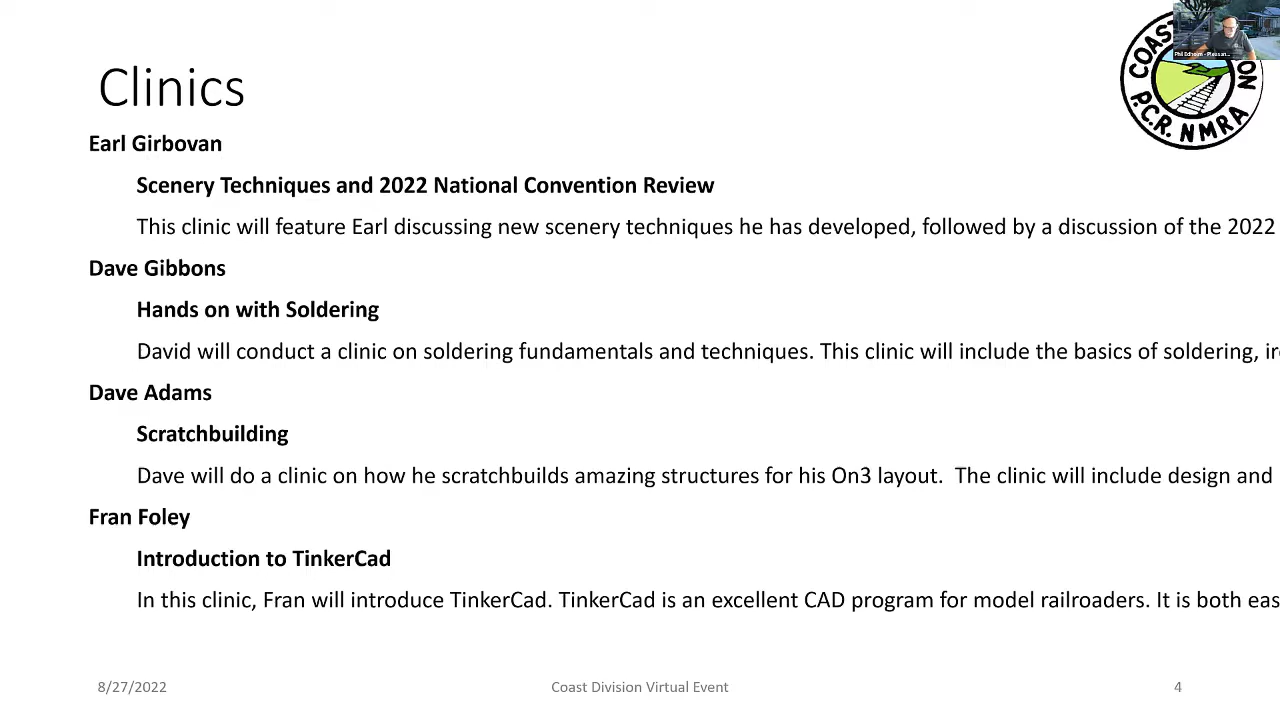 Clinics
Earl Girbovan
Scenery Techniques and 2022 National Convention Review
This clinic will feature Earl discussing new scenery techniques he has developed, followed by a discussion of the 2022
Dave Gibbons
Hands on with Soldering
David will conduct a clinic on soldering fundamentals and techniques. This clinic will include the basics of soldering,
Dave Adams
Scratchbuilding
Dave will do a clinic on how he scratchbuilds amazing structures for his On3 layout.  The clinic will include design and
Fran Foley
Introduction to TinkerCad
In this clinic, Fran will introduce TinkerCad. TinkerCad is an excellent CAD program for model railroaders. It is both
8/27/2022
Coast Division Virtual Event
4
COAS
ON
P.C.R. NMRA
Phil Edholm - Pleasan...